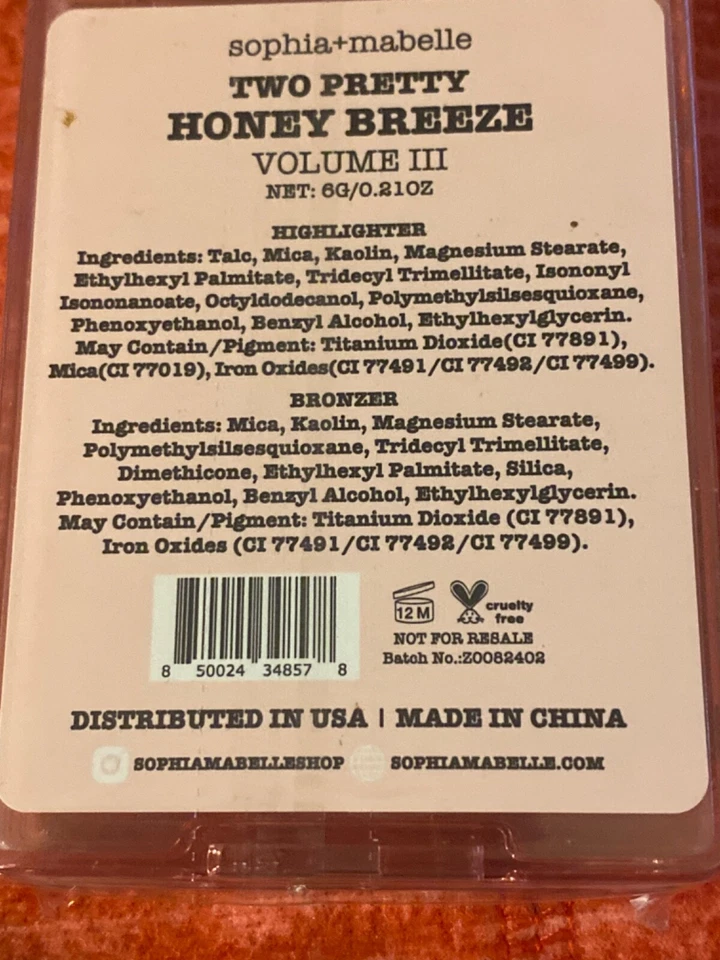 sophia+mabelle
TWO PRETTY
HONEY BREEZE
VOLUME III
NET: 6G/0.21OZ
HIGHLIGHTER
Ingredients: Talc, Mica, Kaolin, Magnesium Stearate,
Ethylhexyl Palmitate, Tridecyl Trimellitate, Isononyl
Isononanoate, Octyldodecanol, Polymethylsilsesquioxane,
Phenoxyethanol, Benzyl Alcohol, Ethylhexylglycerin.
May Contain/Pigment: Titanium Dioxide(CI 77891),
Mica(CI 77019), Iron Oxides(CI 77491/CI 77492/CI 77499).
BRONZER
Ingredients: Mica, Kaolin, Magnesium Stearate,
Polymethylsilsesquioxane, Tridecyl Trimellitate,
Dimethicone, Ethylhexyl Palmitate, Silica,
Phenoxyethanol, Benzyl Alcohol, Ethylhexylglycerin.
May Contain/Pigment: Titanium Dioxide (CI 77891),
Iron Oxides (CI 77491/CI 77492/CI 77499).
8 50024 34857 8
12 M
cruelty
free
NOT FOR RESALE
Batch No.:Z0082402
DISTRIBUTED IN USA | MADE IN CHINA
SOPHIAMABELLESHOP SOPHIAMABELLE.COM